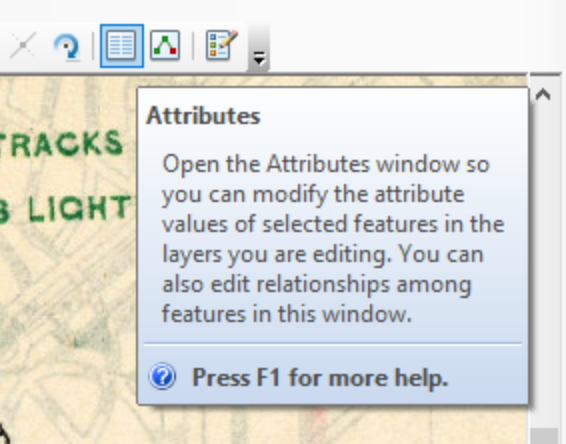 TRACKS
LIGHT
Attributes
Open the Attributes window so
you can modify the attribute
values of selected features in the
layers you are editing. You can
also edit relationships among
features in this window.
Press F1 for more help.